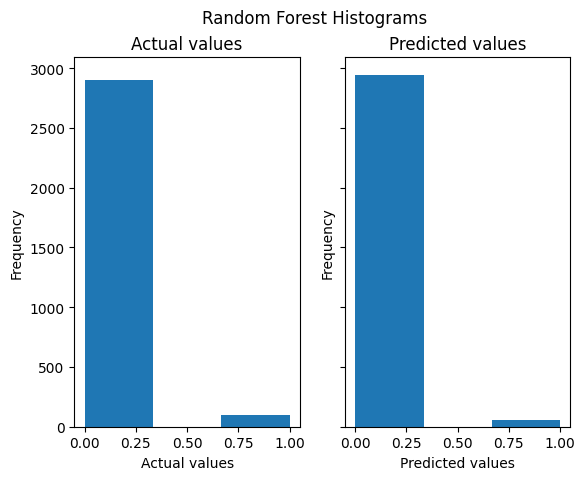 Random Forest Histograms
Actual values
Predicted values
3000
2500
2000
1500
1000
500
0
Frequency
Frequency
0.00 0.25 0.50 0.75 1.00
0.00 0.25 0.50 0.75 1.00
Actual values
Predicted values